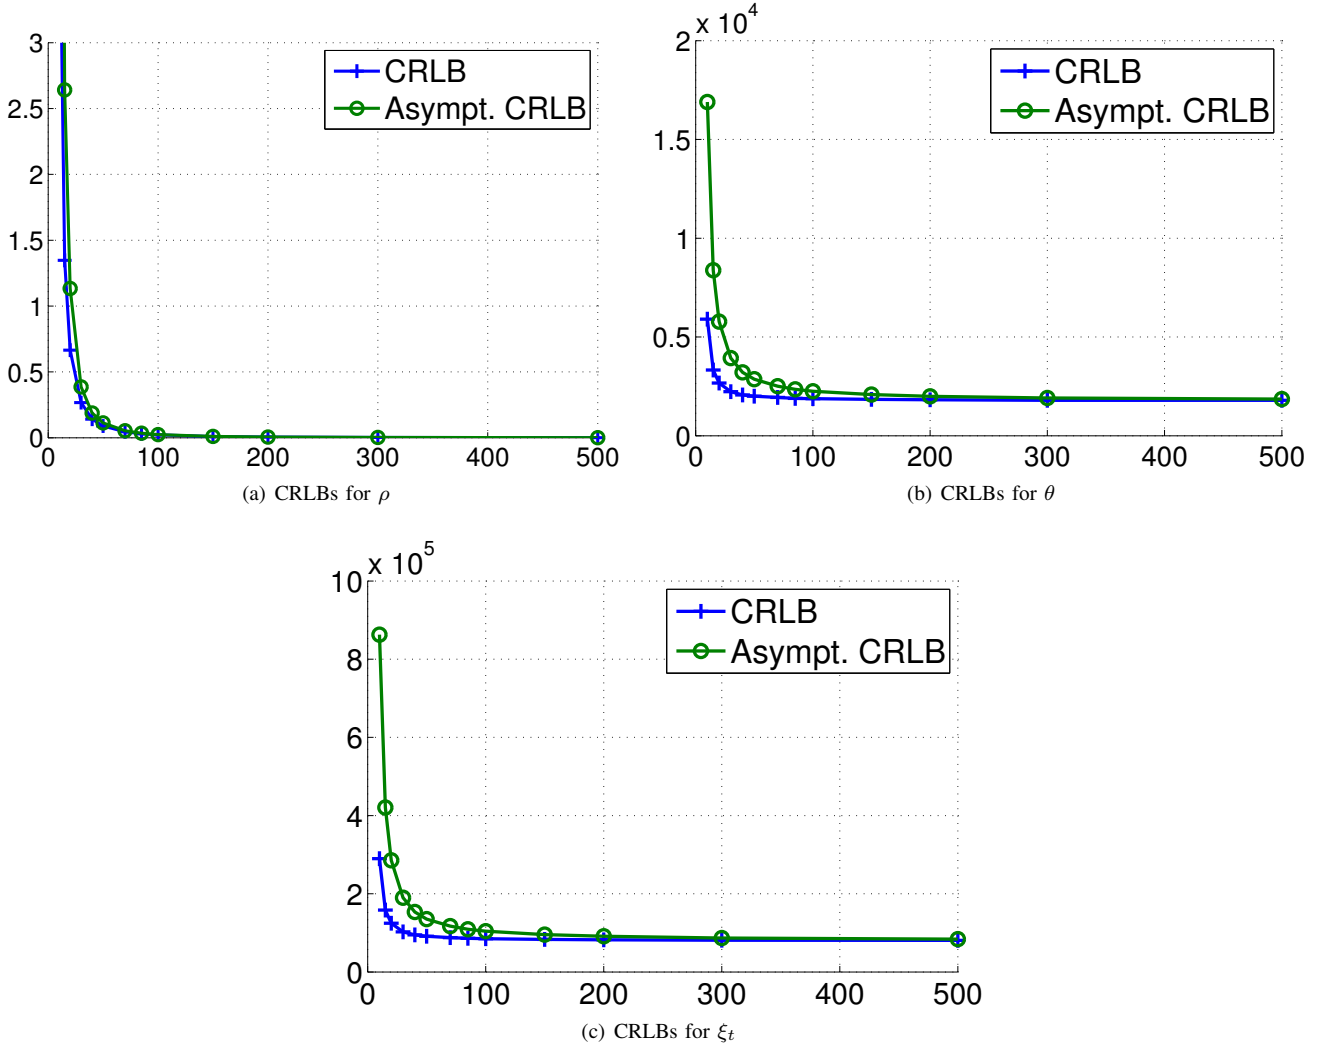 3
2.5
2
1.5
1
0.5
0
0 100 200 300 400 500
CRLB
Asympt. CRLB
(a) CRLBs for ρ
x 10^4
2
1.5
1
0.5
0
0 100 200 300 400 500
CRLB
Asympt. CRLB
(b) CRLBs for θ
x 10^5
10
8
6
4
2
0
0 100 200 300 400 500
CRLB
Asympt. CRLB
(c) CRLBs for ξ_t